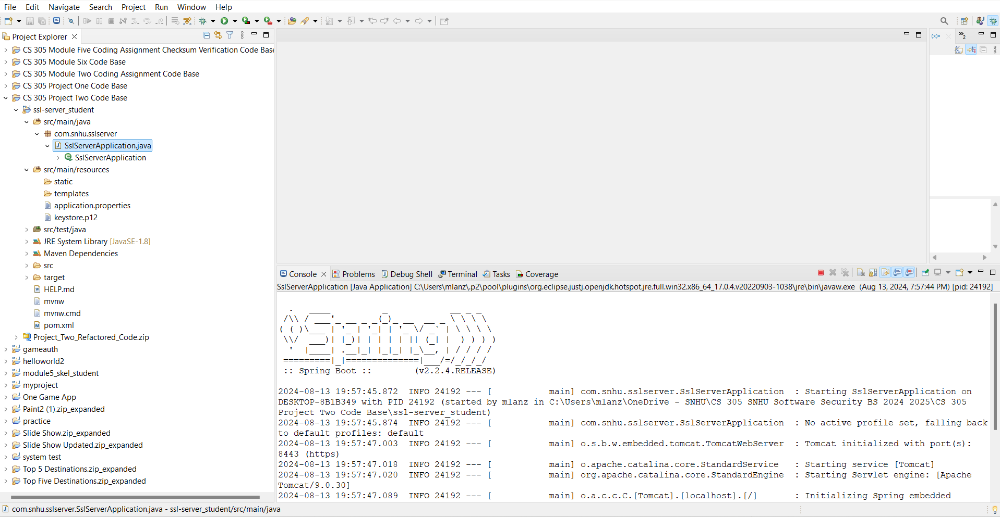 File Edit Navigate Search Project Run Window Help
Project Explorer
CS 305 Module Five Coding Assignment Checksum Verification Code Base
CS 305 Module Six Code Base
CS 305 Module Two Coding Assignment Code Base
CS 305 Project One Code Base
CS 305 Project Two Code Base
ssl-server_student
src/main/java
com.snhu.sslserver
SslServerApplication.java
SslServerApplication
src/main/resources
static
templates
application.properties
keystore.p12
src/test/java
JRE System Library [JavaSE-1.8]
Maven Dependencies
src
target
HELP.md
mvnw
mvnw.cmd
pom.xml
Project_Two_Refactored_Code.zip
gameauth
helloworld2
module5_skel_student
myproject
One Game App
Paint2 (1).zip_expanded
practice
Slide Show.zip_expanded
Slide Show Updated.zip_expanded
system test
Top 5 Destinations.zip_expanded
Top Five Destinations.zip_expanded
(x)=
»2
Console Problems Debug Shell Terminal Tasks Coverage
SslServerApplication [Java Application] C:\Users\mlanz\.p2\pool\plugins\org.eclipse.justj.openjdk.hotspot.jre.full.win32.x86_64_17.0.4.v20220903-1038\jre\bin\javaw.exe (Aug 13, 2024, 7:57:44 PM) [pid: 24192]
Spring
:: Spring Boot :: (v2.2.4.RELEASE)
2024-08-13 19:57:45.872 INFO 24192 --- [ main] com.snhu.sslserver.SslServerApplication : Starting SslServerApplication on
DESKTOP-8B1B349 with PID 24192 (started by mlanz in C:\Users\mlanz\OneDrive - SNHU\CS 305 SNHU Software Security BS 2024 2025\CS 305
Project Two Code Base\ssl-server_student)
2024-08-13 19:57:45.874 INFO 24192 --- [ main] com.snhu.sslserver.SslServerApplication : No active profile set, falling back
to default profiles: default
2024-08-13 19:57:47.003 INFO 24192 --- [ main] o.s.b.w.embedded.tomcat.TomcatWebServer : Tomcat initialized with port(s):
8443 (https)
2024-08-13 19:57:47.018 INFO 24192 --- [ main] o.apache.catalina.core.StandardService : Starting service [Tomcat]
2024-08-13 19:57:47.020 INFO 24192 --- [ main] org.apache.catalina.core.StandardEngine : Starting Servlet engine: [Apache
Tomcat/9.0.30]
2024-08-13 19:57:47.089 INFO 24192 --- [ main] o.a.c.c.C.[Tomcat].[localhost].[/] : Initializing Spring embedded
com.snhu.sslserver.SslServerApplication.java - ssl-server_student/src/main/java